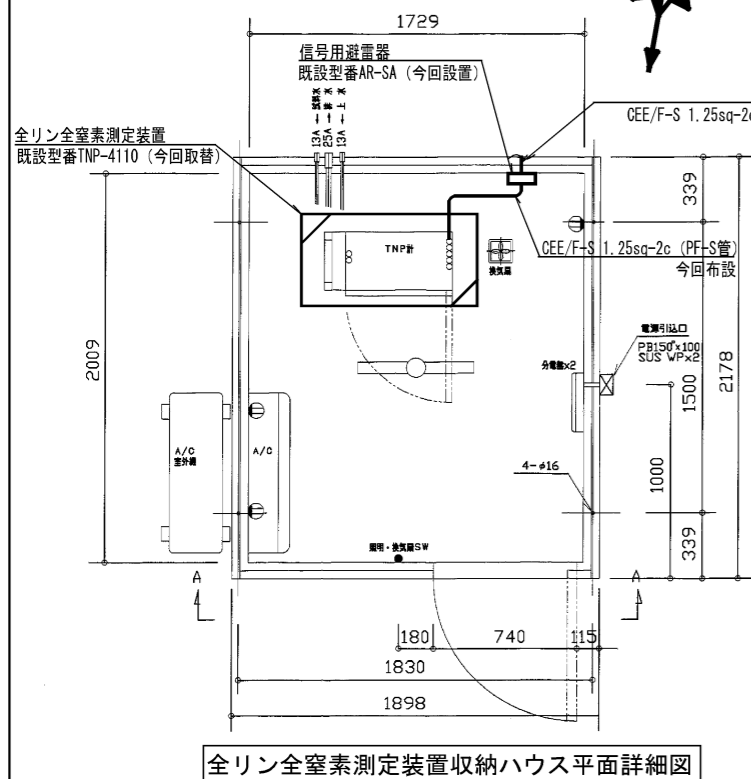 1729
信号用避雷器
既設型番AR-SA (今回設置)
CEE/F-S 1.25sq-2c
全リン全窒素測定装置
既設型番TNP-4110 (今回取替)
25A ← 排 水
13A ← 上 水
339
TNP計
換気扇
CEE/F-S 1.25sq-2c (PF-S管)
今回布設
電源引込口
PB150°×100
SUS WP×2
分電盤×2
2009
1500
2178
1000
A/C
室外機
A/C
4-φ16
339
照明・換気扇SW
A
A
180
740
115
1830
1898
全リン全窒素測定装置収納ハウス平面詳細図